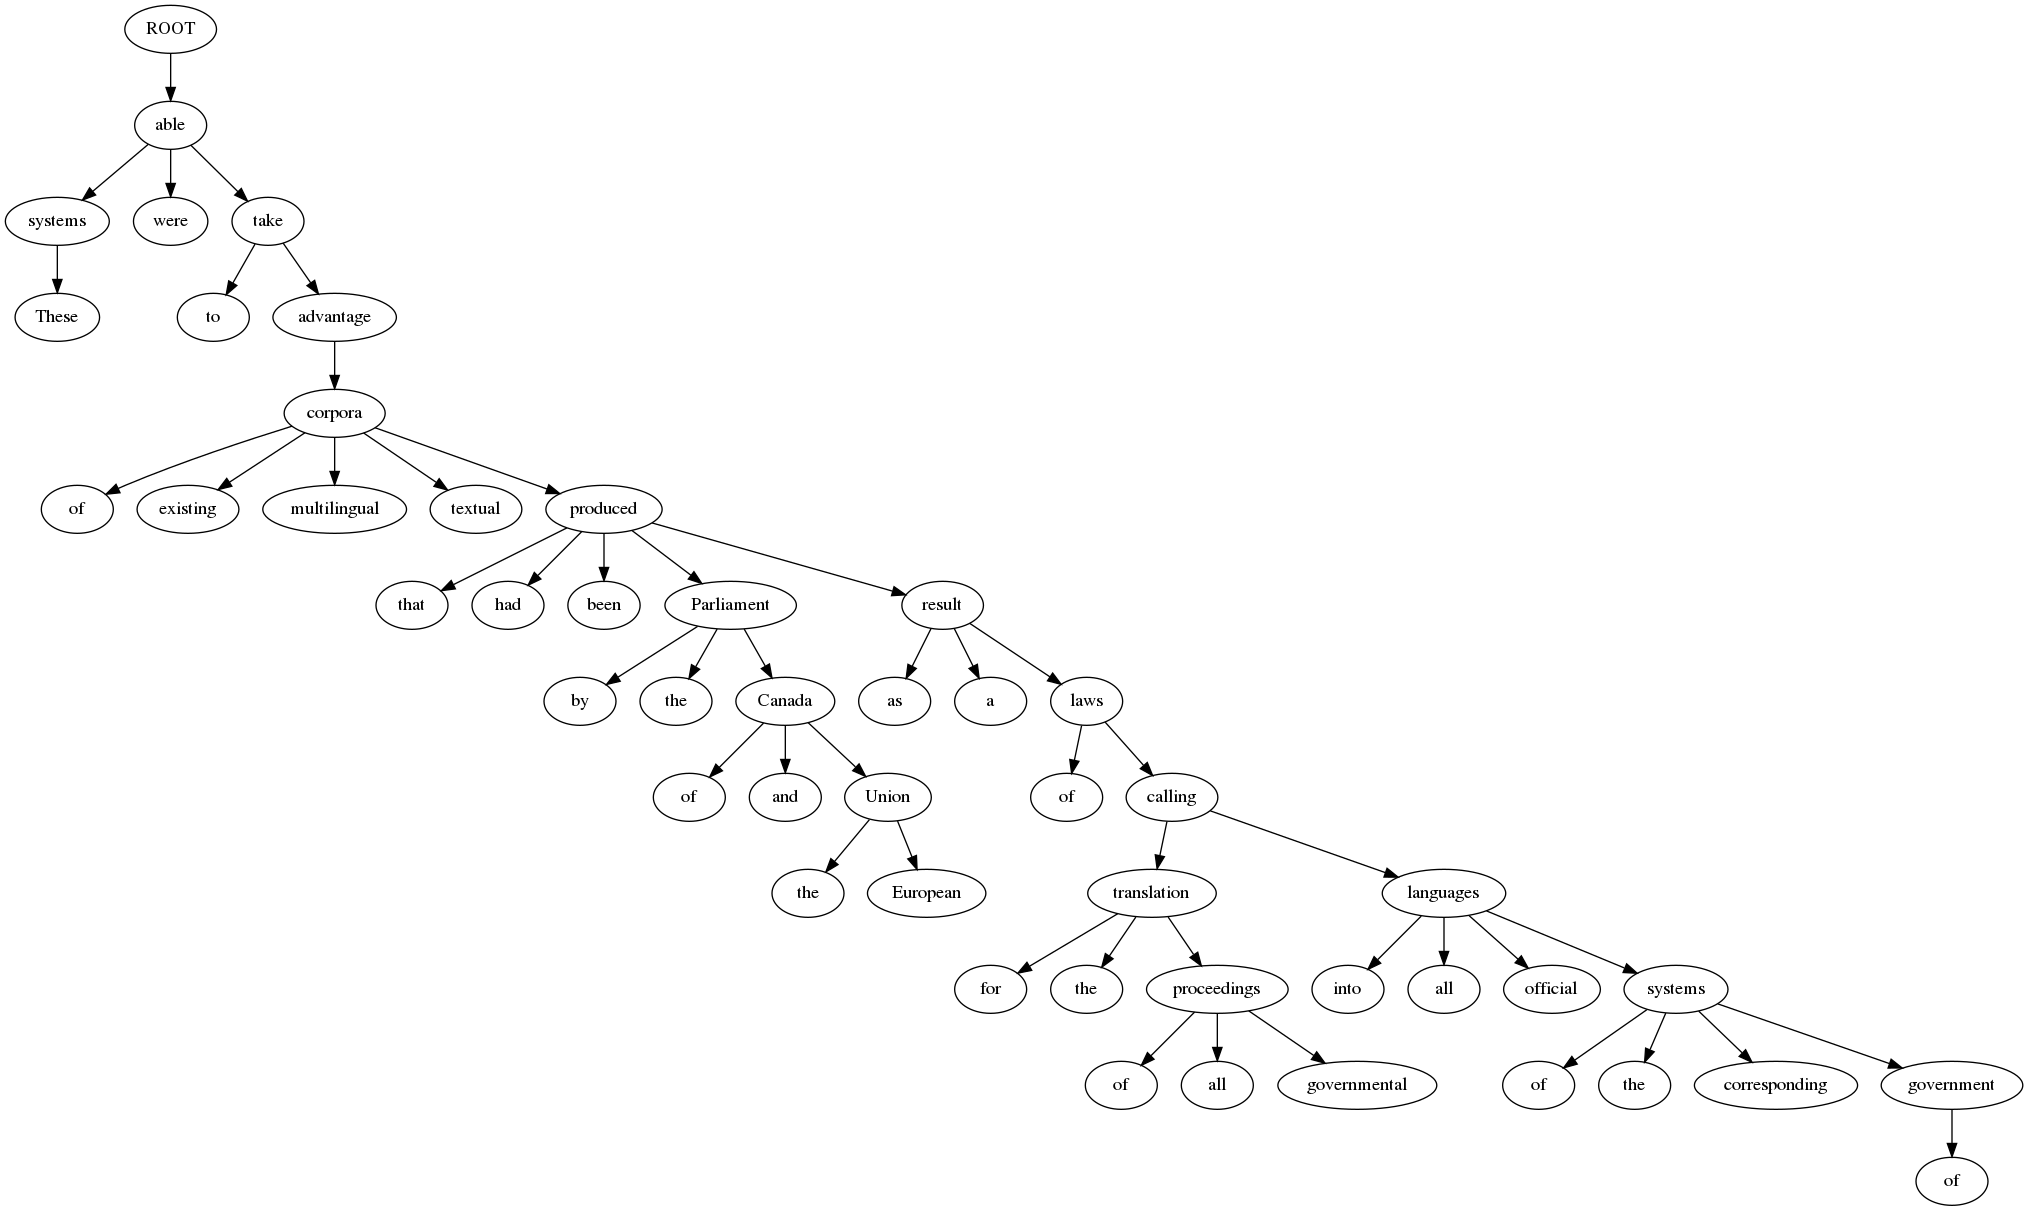 ROOT
able
systems were take
These to advantage
corpora
of existing multilingual textual produced
that had been Parliament result
by the Canada as a laws
of and Union of calling
the European translation languages
for the proceedings into all official systems
of all governmental of the corresponding government
of